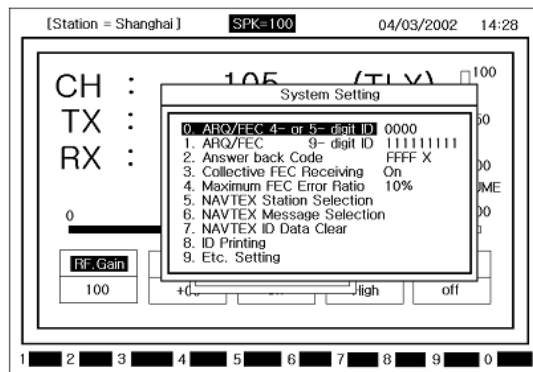 [Station = Shanghai] SPK=100 04/03/2002 14:28
CH : 105 (TLX) 100
System Setting
TX :
0. ARQ/FEC 4- or 5- digit ID 0000
1. ARQ/FEC 9- digit ID 111111111
2. Answer back Code FFFF X
RX :
3. Collective FEC Receiving On
4. Maximum FEC Error Ratio 10%
5. NAVTEX Station Selection
6. NAVTEX Message Selection
0
7. NAVTEX ID Data Clear
8. ID Printing
9. Etc. Setting
RF.Gain
100 High off
1 2 3 4 5 6 7 8 9 0